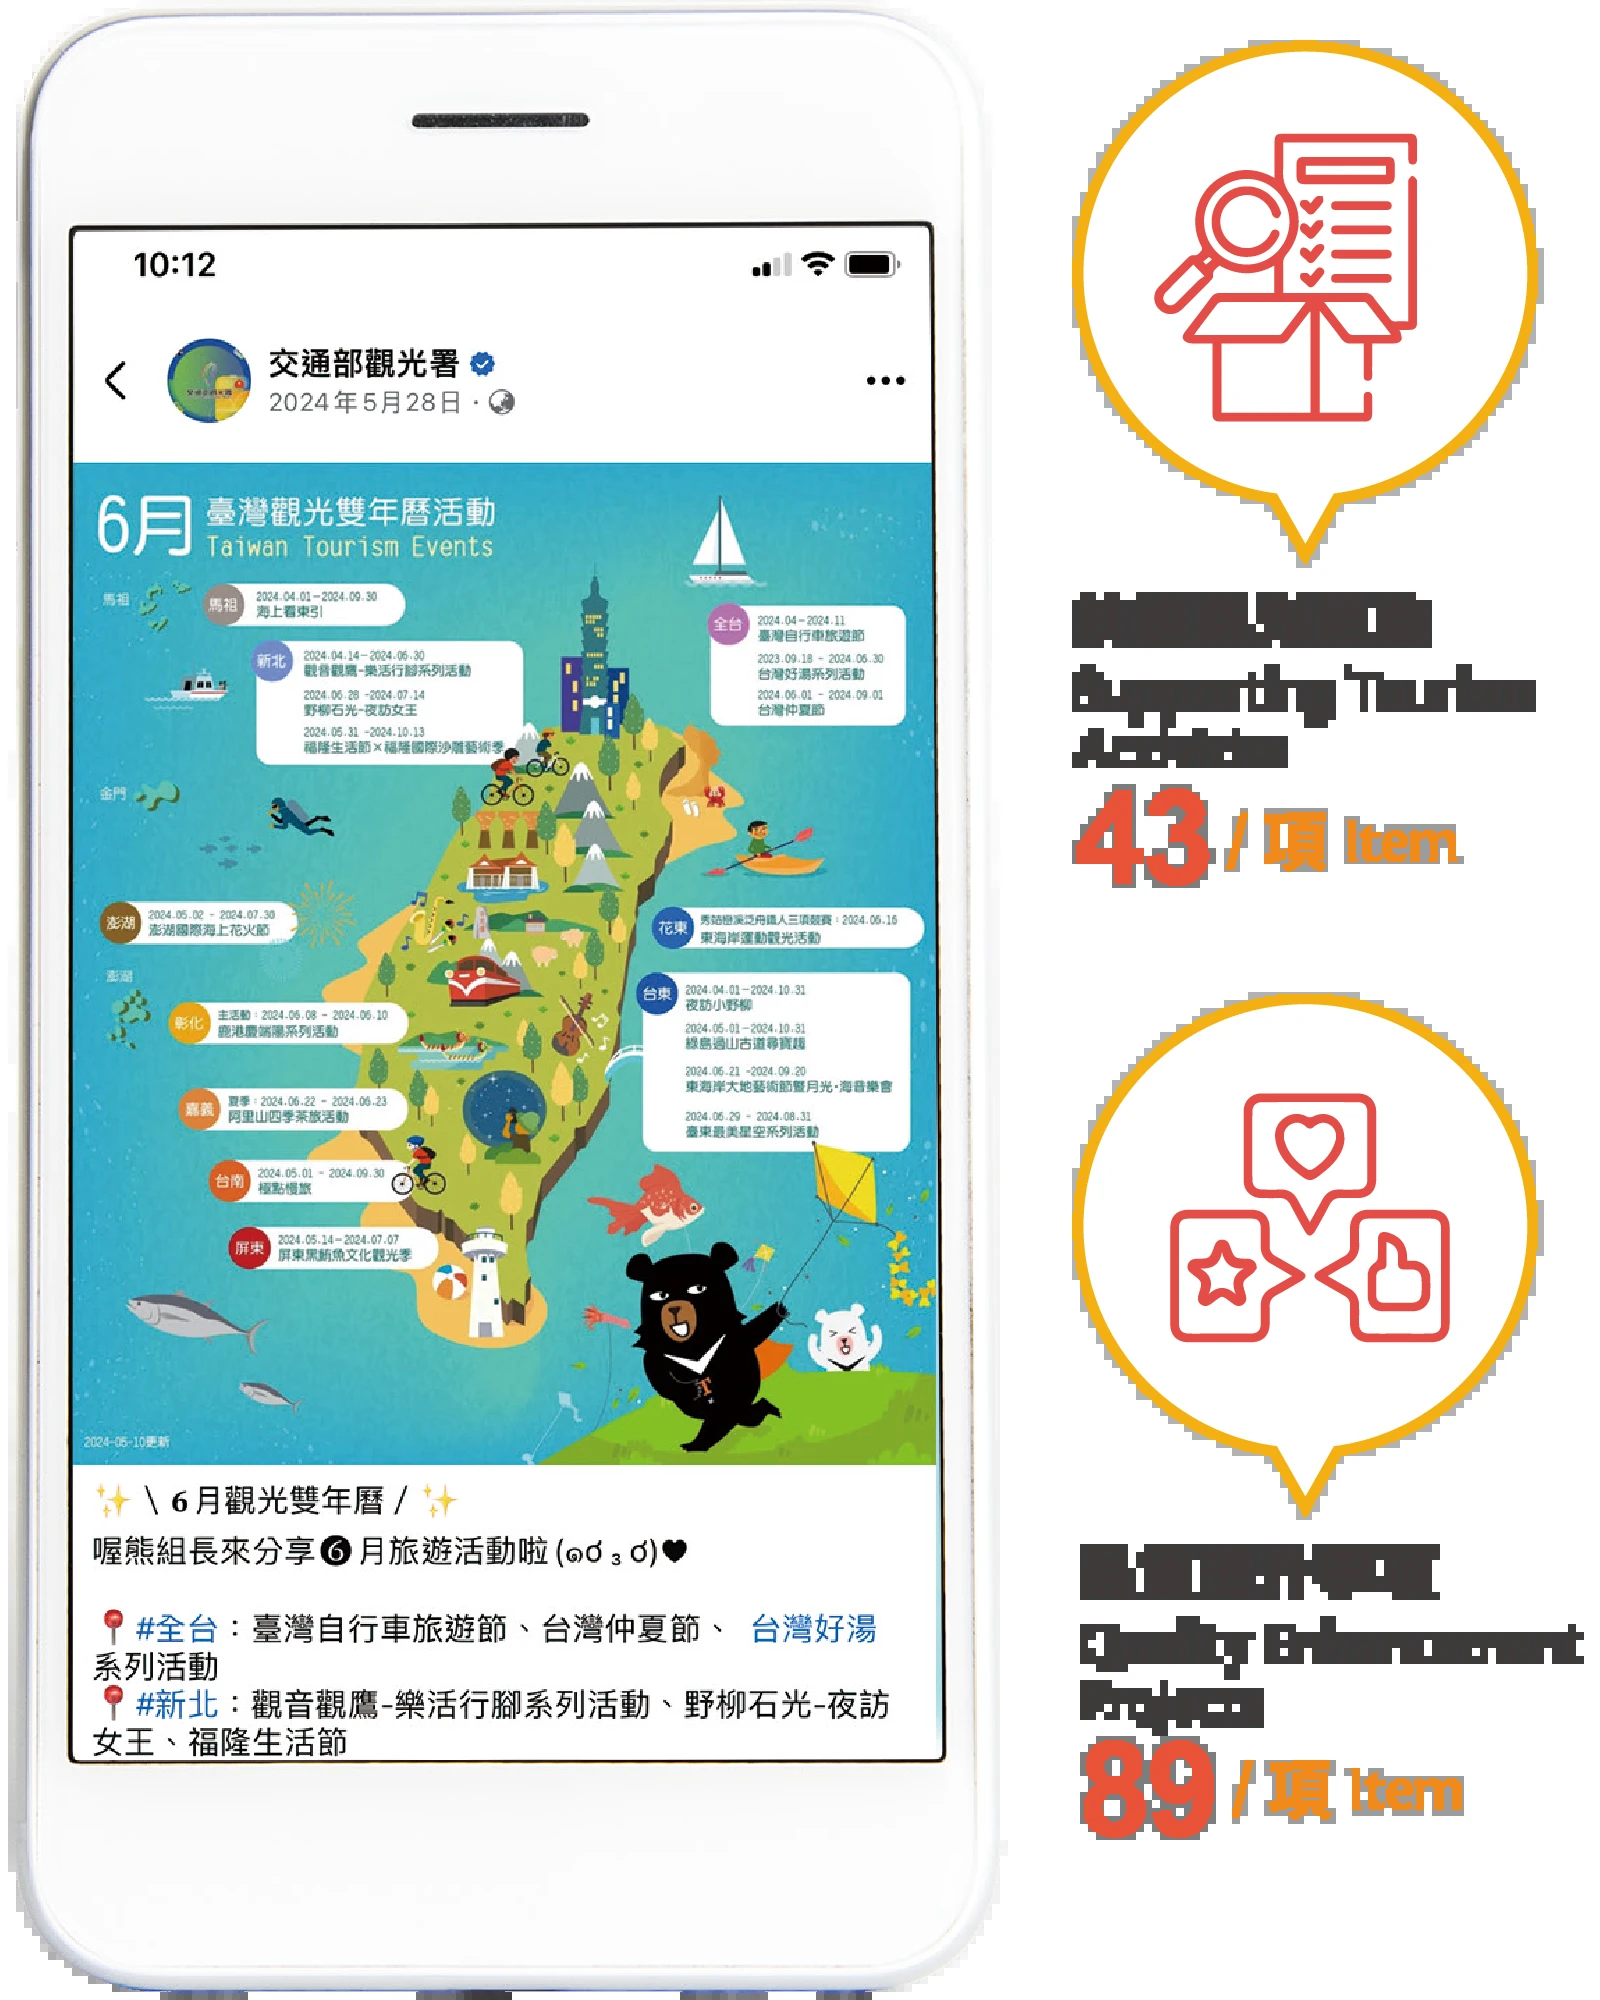 10:12
交通部觀光署
2024年5月28日 ·
6月 臺灣觀光雙年曆活動
Taiwan Tourism Events
馬祖
馬祖
2024.04.01-2024.09.30
海上看東引
新北
2024.04.14-2024.06.30
觀音觀鷹-樂活行腳系列活動
2024.06.28 -2024.07.14
野柳石光-夜訪女王
2024.05.31 -2024.10.13
福隆生活節×福隆國際沙雕藝術季
全台
2024.04-2024.11
臺灣自行車旅遊節
2023.09.18 - 2024.06.30
台灣好湯系列活動
2024.06.01 - 2024.09.01
台灣仲夏節
金門
澎湖
2024.05.02 - 2024.07.30
澎湖國際海上花火節
澎湖
花東
秀姑巒溪泛舟鐵人三項競賽:2024.06.16
東海岸運動觀光活動
台東
2024.04.01-2024.10.31
夜訪小野柳
2024.05.01-2024.10.31
綠島過山古道尋寶趣
2024.06.21 -2024.09.20
東海岸大地藝術節暨月光·海音樂會
2024.06.29 - 2024.08.31
臺東最美星空系列活動
彰化
主活動:2024.06.08 - 2024.06.10
鹿港慶端陽系列活動
嘉義
夏季:2024.06.22 - 2024.06.23
阿里山四季茶旅活動
台南
2024.05.01 - 2024.09.30
極點慢旅
屏東
2024.05.14-2024.07.07
屏東黑鮪魚文化觀光季
T
2024-05-10更新
✨ \ 6月觀光雙年曆 / ✨
喔熊組長來分享❻月旅遊活動啦(๑ơ ₃ ơ)♥
📍#全台:臺灣自行車旅遊節、台灣仲夏節、 台灣好湯
系列活動
📍#新北:觀音觀鷹-樂活行腳系列活動、野柳石光-夜訪
女王、福隆生活節
Supporting Tourism
43 / 項 Item
Quality Enhancement
89 / 項 Item